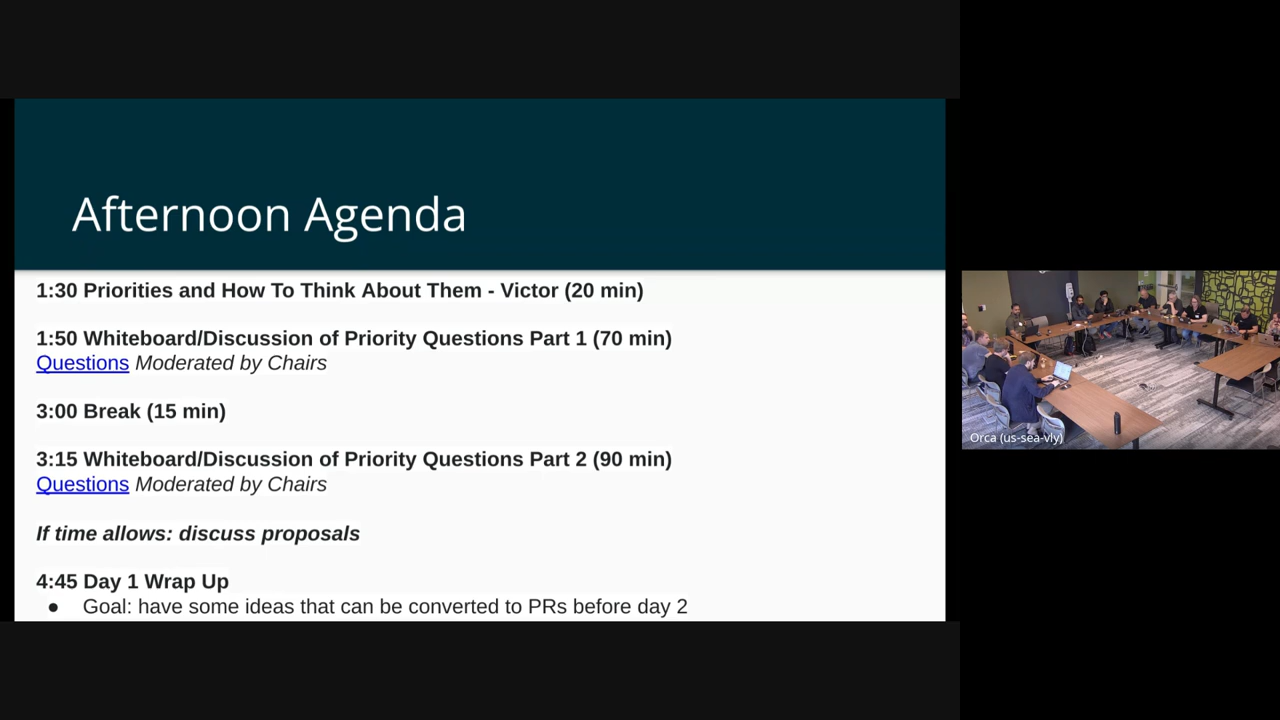 Afternoon Agenda
1:30 Priorities and How To Think About Them - Victor (20 min)
1:50 Whiteboard/Discussion of Priority Questions Part 1 (70 min)
Questions Moderated by Chairs
3:00 Break (15 min)
3:15 Whiteboard/Discussion of Priority Questions Part 2 (90 min)
Questions Moderated by Chairs
If time allows: discuss proposals
4:45 Day 1 Wrap Up
● Goal: have some ideas that can be converted to PRs before day 2
Orca (us-sea-vly)